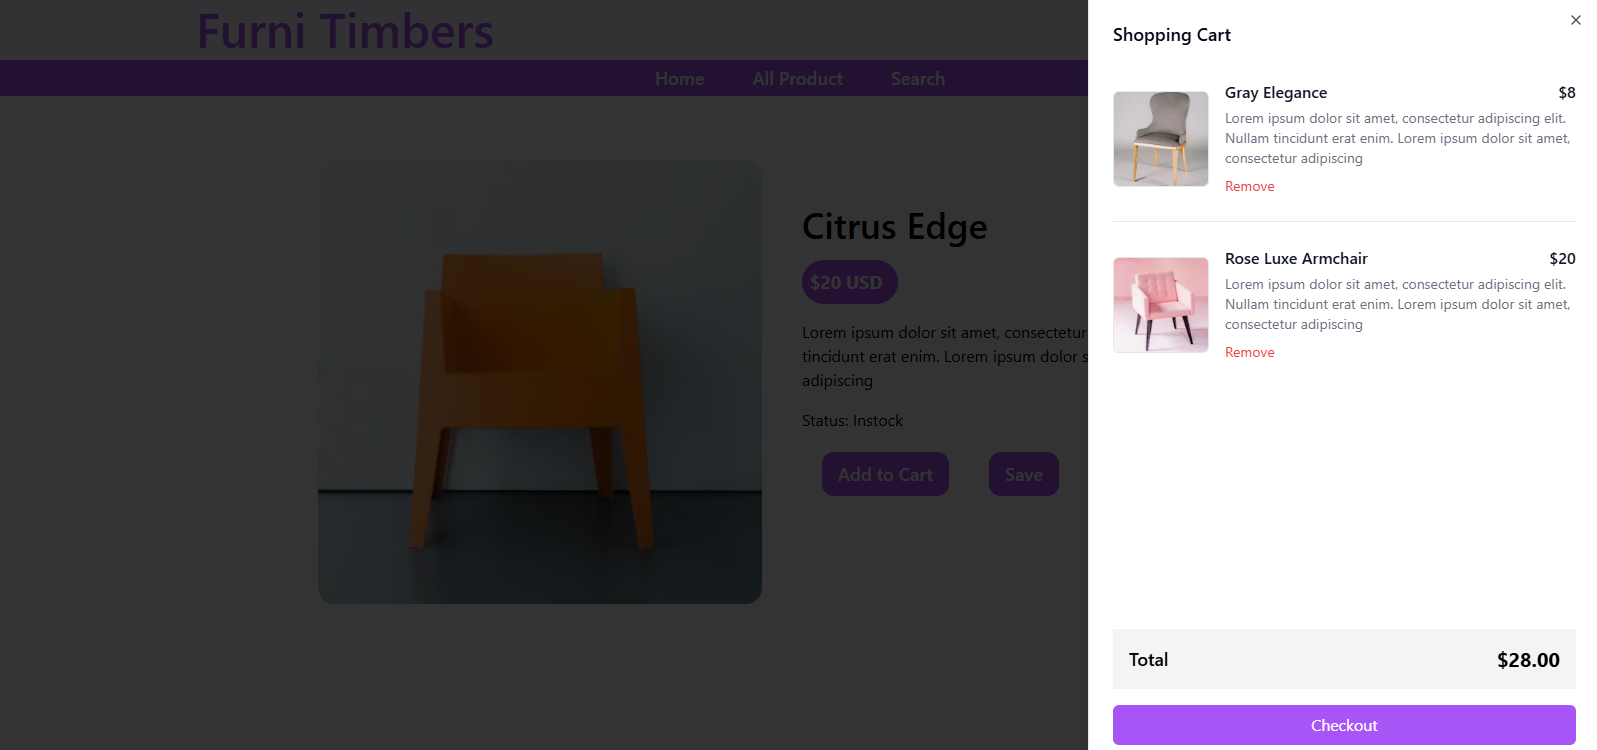 Furni Timbers
Home All Product Search
Citrus Edge
$20 USD
Lorem ipsum dolor sit amet, consectetur
tincidunt erat enim. Lorem ipsum dolor s
adipiscing
Status: Instock
Add to Cart Save
Shopping Cart
Gray Elegance $8
Lorem ipsum dolor sit amet, consectetur adipiscing elit.
Nullam tincidunt erat enim. Lorem ipsum dolor sit amet,
consectetur adipiscing
Remove
Rose Luxe Armchair $20
Lorem ipsum dolor sit amet, consectetur adipiscing elit.
Nullam tincidunt erat enim. Lorem ipsum dolor sit amet,
consectetur adipiscing
Remove
Total $28.00
Checkout